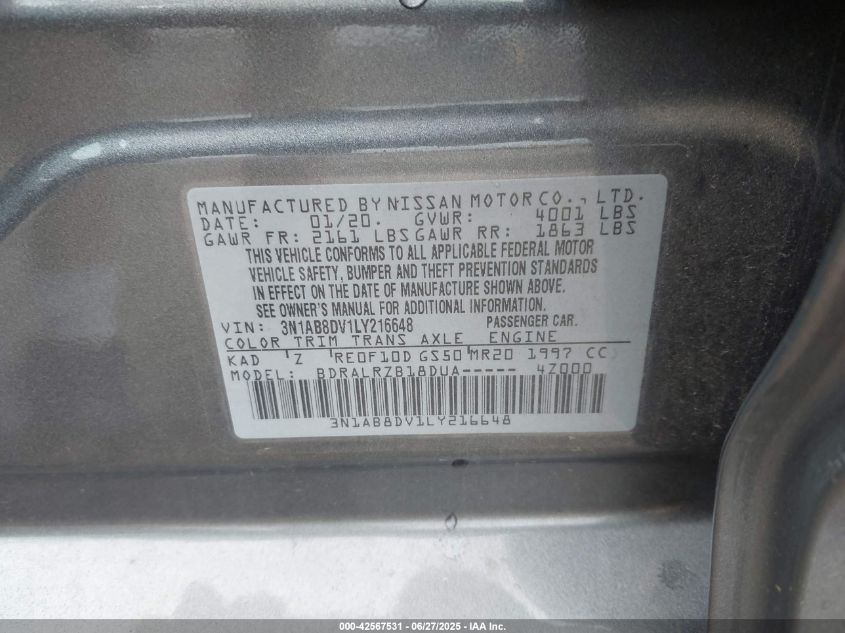 MANUFACTURED BY NISSAN MOTOR CO., LTD.
DATE: 01/20. GVWR: 4001 LBS
GAWR FR: 2161 LBS GAWR RR: 1863 LBS
THIS VEHICLE CONFORMS TO ALL APPLICABLE FEDERAL MOTOR
VEHICLE SAFETY, BUMPER AND THEFT PREVENTION STANDARDS
IN EFFECT ON THE DATE OF MANUFACTURE SHOWN ABOVE.
SEE OWNER'S MANUAL FOR ADDITIONAL INFORMATION.
VIN: 3N1AB8DV1LY216648 PASSENGER CAR.
COLOR TRIM TRANS AXLE ENGINE
KAD Z RE0F10D GS50 MR20 1997 CC
MODEL: BDRALRZB18DUA----- 4Z000
3N1AB8DV1LY216648
000-42567531 - 06/27/2025 - IAA Inc.